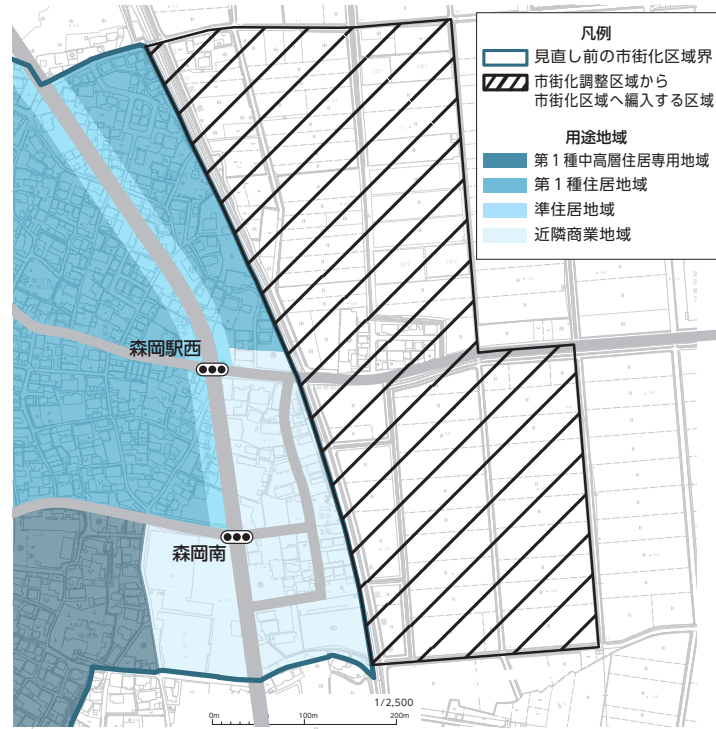 凡例
見直し前の市街化区域界
市街化調整区域から
市街化区域へ編入する区域
用途地域
第1種中高層住居専用地域
第1種住居地域
準住居地域
近隣商業地域
森岡駅西
森岡南
1/2,500
0m 100m 200m